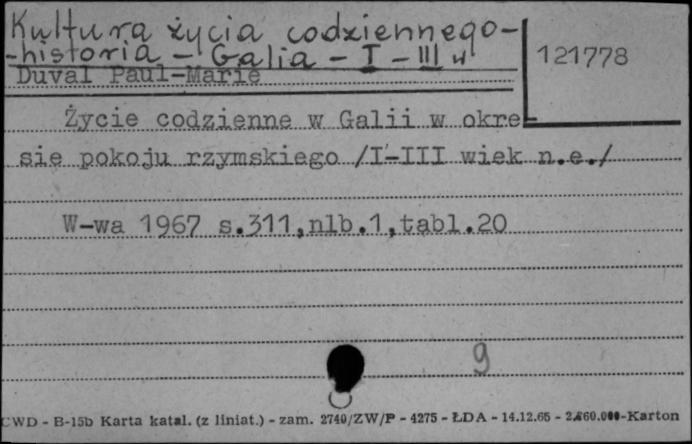 Kultura życia codziennego-
-historia - Galia - I - III w
121778
Duval Paul-Marie
Życie codzienne w Galii w okre-
sie pokoju rzymskiego /I-III wiek n.e./
W-wa 1967 s.311,nlb.1,tabl.20
9
CWD - B-15b Karta katal. (z liniat.) - zam. 2740/ZW/P - 4275 - ŁDA - 14.12.65 - -Karton